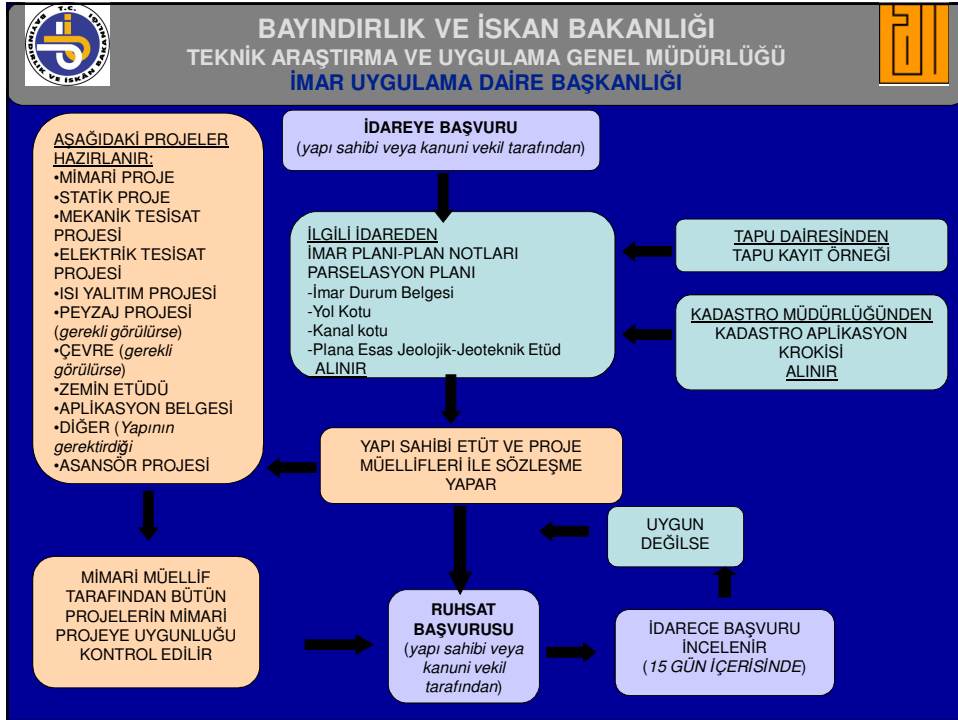 T.C.
BAYINDIRLIK VE İSKAN BAKANLIĞI
BAYINDIRLIK VE İSKAN BAKANLIĞI
TEKNİK ARAŞTIRMA VE UYGULAMA GENEL MÜDÜRLÜĞÜ
İMAR UYGULAMA DAİRE BAŞKANLIĞI
AŞAĞIDAKİ PROJELER
HAZIRLANIR:
•MİMARİ PROJE
•STATİK PROJE
•MEKANİK TESİSAT
PROJESİ
•ELEKTRİK TESİSAT
PROJESİ
•ISI YALITIM PROJESİ
•PEYZAJ PROJESİ
(gerekli görülürse)
•ÇEVRE (gerekli
görülürse)
•ZEMİN ETÜDÜ
•APLİKASYON BELGESİ
•DİĞER (Yapının
gerektirdiği
•ASANSÖR PROJESİ
İDAREYE BAŞVURU
(yapı sahibi veya kanuni vekil tarafından)
İLGİLİ İDAREDEN
İMAR PLANI-PLAN NOTLARI
PARSELASYON PLANI
-İmar Durum Belgesi
-Yol Kotu
-Kanal kotu
-Plana Esas Jeolojik-Jeoteknik Etüd
ALINIR
TAPU DAİRESİNDEN
TAPU KAYIT ÖRNEĞİ
KADASTRO MÜDÜRLÜĞÜNDEN
KADASTRO APLİKASYON
KROKİSİ
ALINIR
YAPI SAHİBİ ETÜT VE PROJE
MÜELLİFLERİ İLE SÖZLEŞME
YAPAR
UYGUN
DEĞİLSE
MİMARİ MÜELLİF
TARAFINDAN BÜTÜN
PROJELERİN MİMARİ
PROJEYE UYGUNLUĞU
KONTROL EDİLİR
RUHSAT
BAŞVURUSU
(yapı sahibi veya
kanuni vekil
tarafından)
İDARECE BAŞVURU
İNCELENİR
(15 GÜN İÇERİSİNDE)